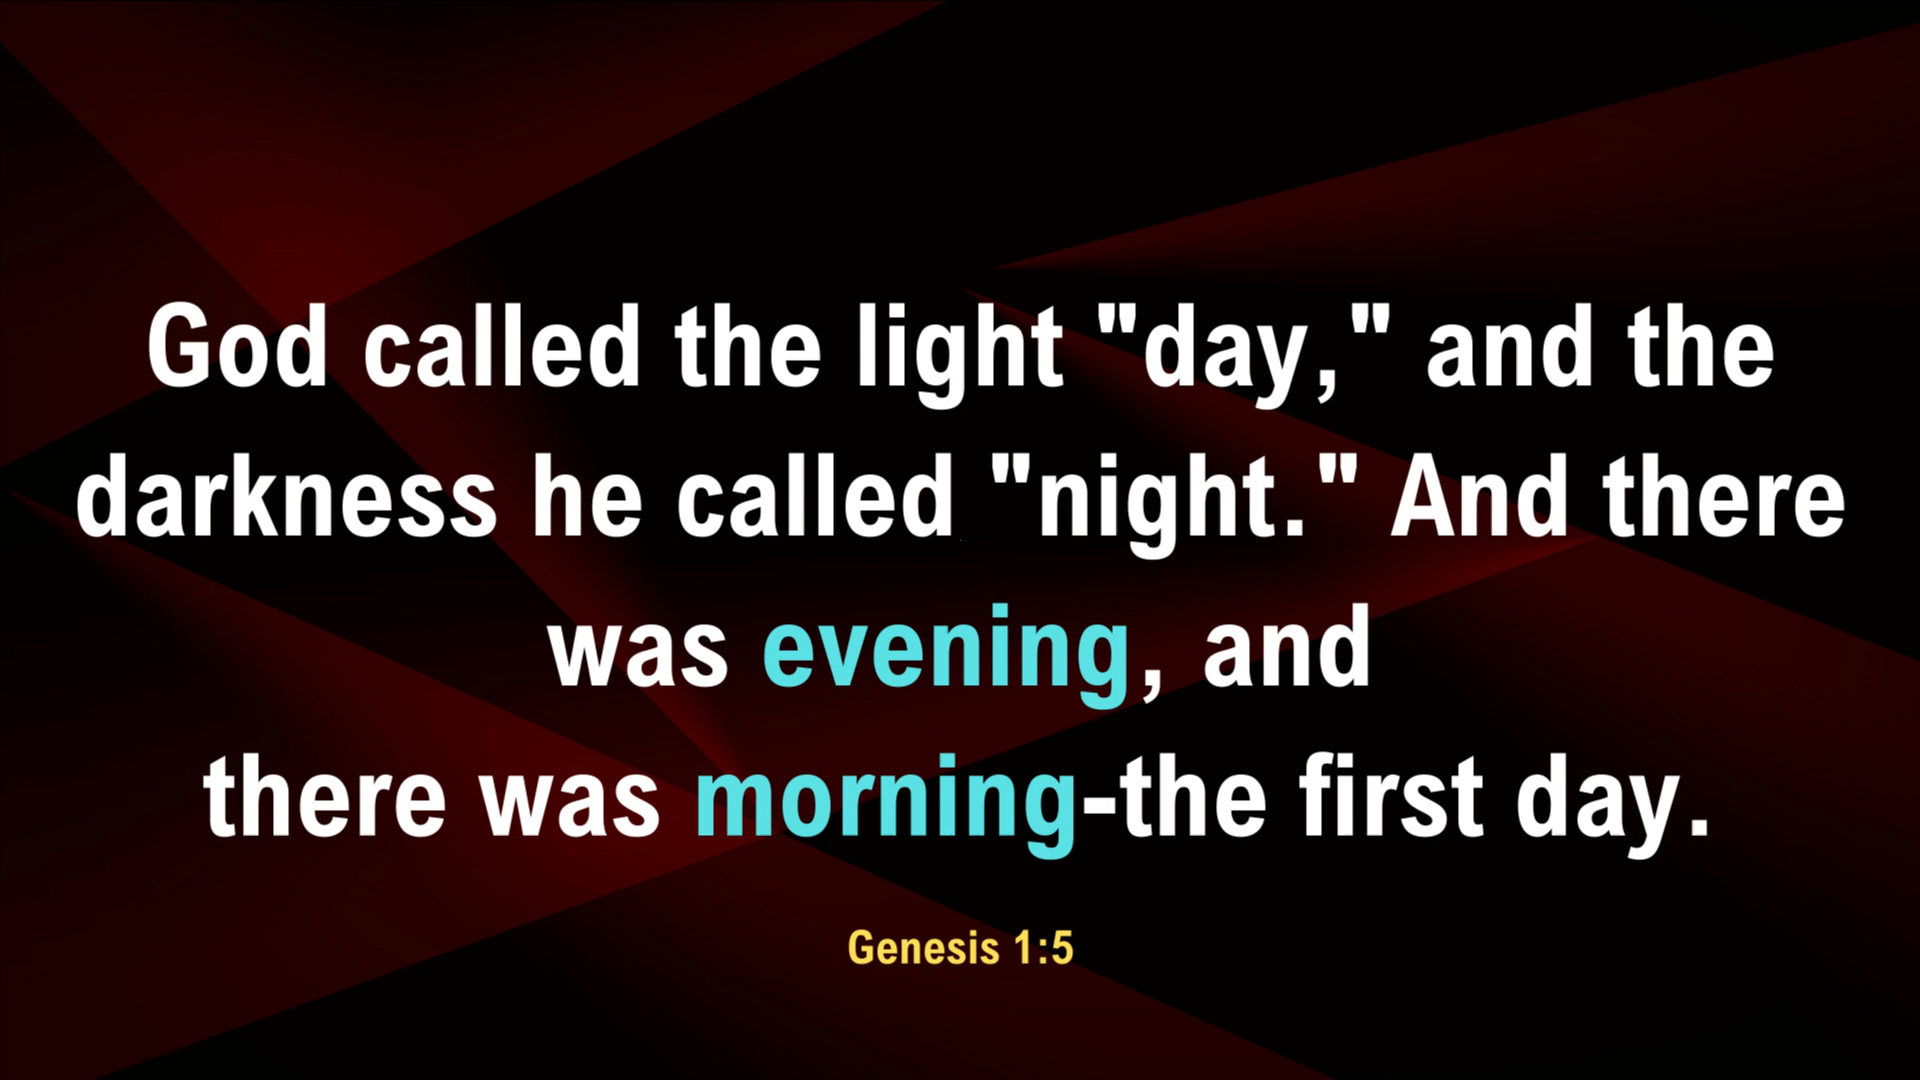 God called the light "day," and the
darkness he called "night." And there
was evening, and
there was morning-the first day.
Genesis 1:5